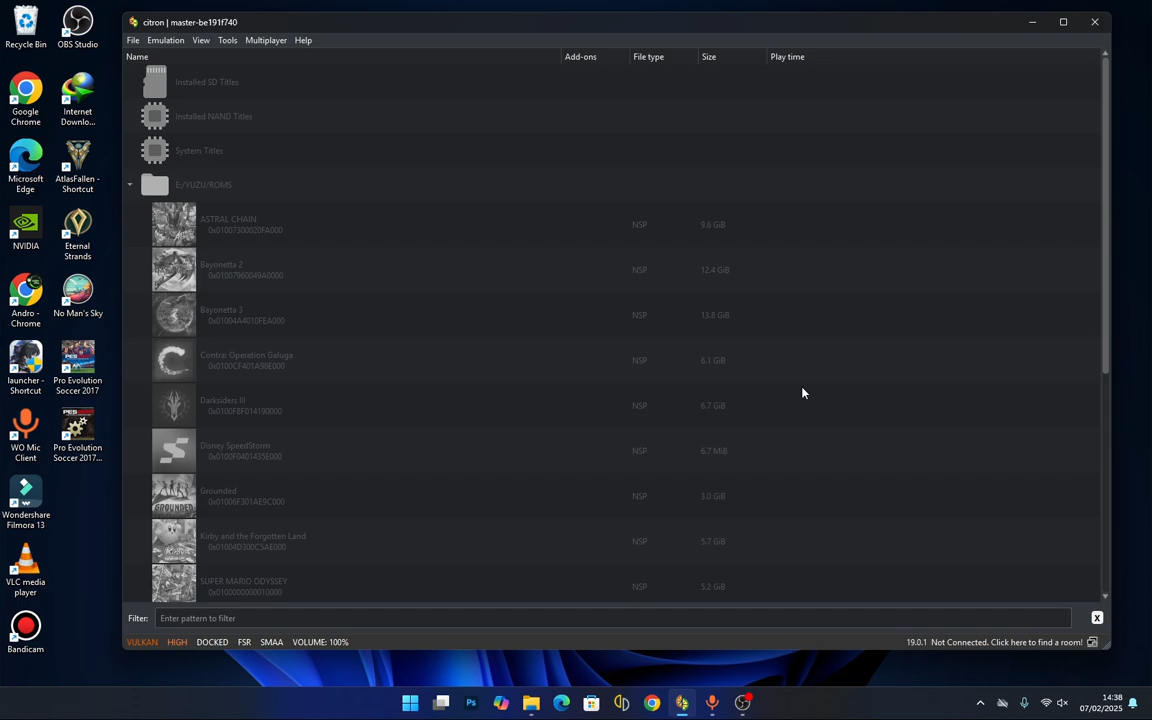 Recycle Bin
OBS Studio
Google
Chrome
Internet
Downlo...
Microsoft
Edge
AtlasFallen -
Shortcut
NVIDIA
Eternal
Strands
Andro -
Chrome
No Man's Sky
launcher -
Shortcut
Pro Evolution
Soccer 2017
WO Mic
Client
Pro Evolution
Soccer 2017...
Wondershare
Filmora 13
VLC media
player
Bandicam
citron | master-be191f740
File Emulation View Tools Multiplayer Help
Name Add-ons File type Size Play time
Installed SD Titles
Installed NAND Titles
System Titles
E:/YUZU/ROMS
ASTRAL CHAIN
0x01007300020FA000 NSP 9.6 GiB
Bayonetta 2
0x01007960049A0000 NSP 12.4 GiB
Bayonetta 3
0x01004A4010FEA000 NSP 13.8 GiB
Contra: Operation Galuga
0x0100CF401A98E000 NSP 6.1 GiB
Darksiders III
0x0100F8F014190000 NSP 6.7 GiB
Disney SpeedStorm
0x0100F0401435E000 NSP 6.7 MiB
Grounded
0x01006F301AE9C000 NSP 3.0 GiB
Kirby and the Forgotten Land
0x01004D300C5AE000 NSP 5.7 GiB
SUPER MARIO ODYSSEY
0x0100000000010000 NSP 5.2 GiB
GROUNDED
Filter: Enter pattern to filter X
VULKAN HIGH DOCKED FSR SMAA VOLUME: 100% 19.0.1 Not Connected. Click here to find a room!
Ps
14:38
07/02/2025